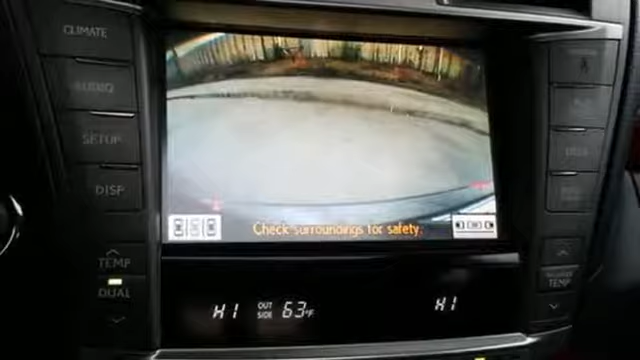 CLIMATE
AUDIO
SETUP
DISP
TEMP
DUAL
Check surroundings for safety.
HI OUT SIDE 63°F HI
TEMP